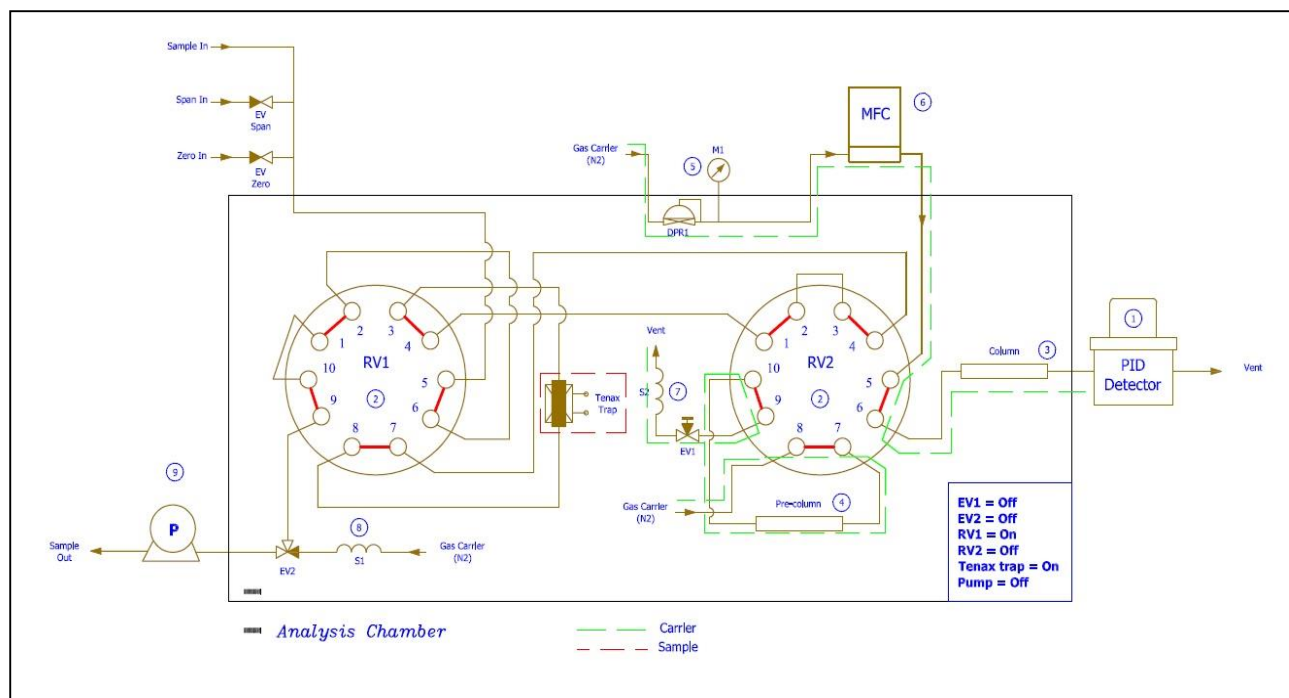 Sample In
Span In
EV
Span
Zero In
EV
Zero
Gas Carrier
(N2)
5
M1
DPR1
MFC
6
1
2
3
4
5
6
7
8
9
10
RV1
2
Tenax
Trap
Vent
S2
7
EV1
1
2
3
4
5
6
7
8
9
10
RV2
2
Column
3
1
PID
Detector
Vent
Gas Carrier
(N2)
Pre-column
4
9
P
Sample
Out
EV2
8
S1
Gas Carrier
(N2)
EV1 = Off
EV2 = Off
RV1 = On
RV2 = Off
Tenax trap = On
Pump = Off
Analysis Chamber
Carrier
Sample